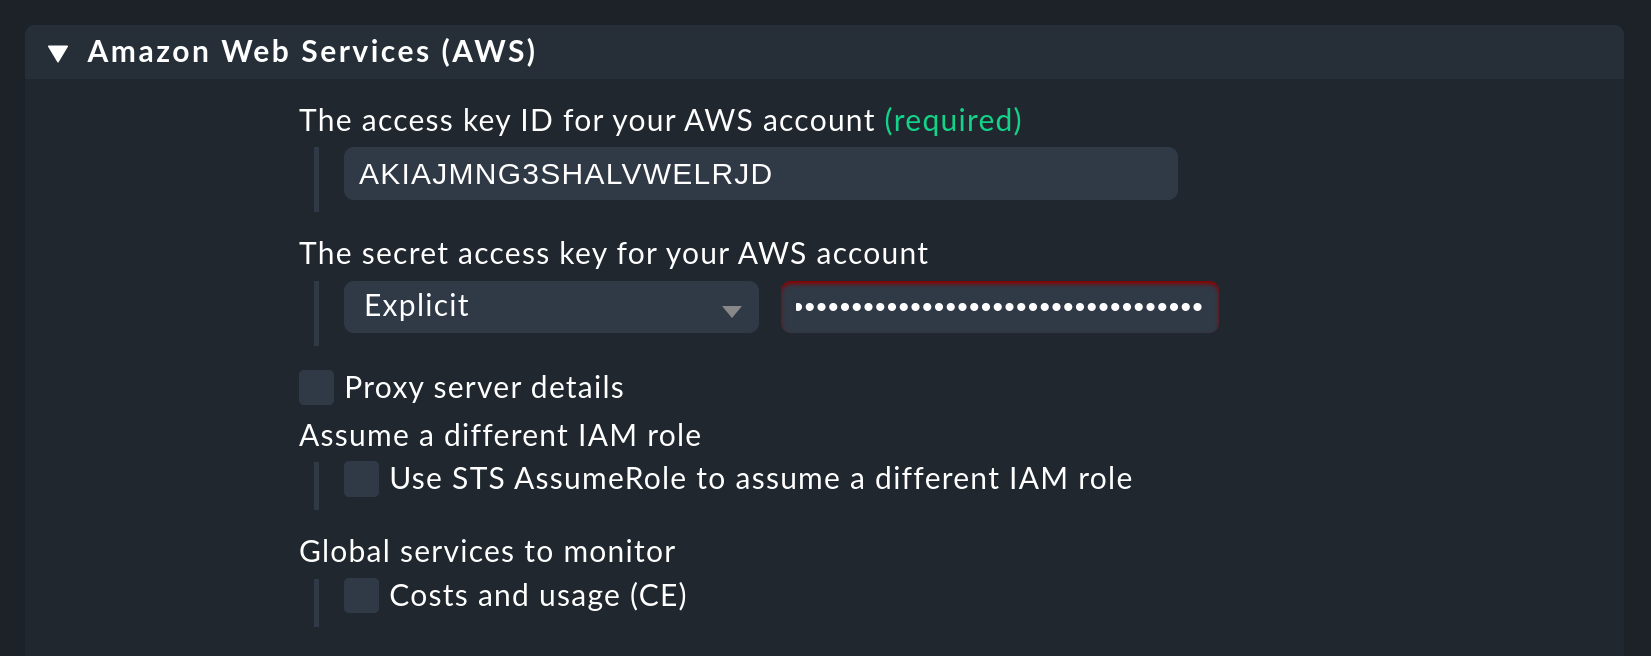 Amazon Web Services (AWS)
The access key ID for your AWS account (required)
AKIAJMNG3SHALVWELRJD
The secret access key for your AWS account
Explicit
Proxy server details
Assume a different IAM role
Use STS AssumeRole to assume a different IAM role
Global services to monitor
Costs and usage (CE)